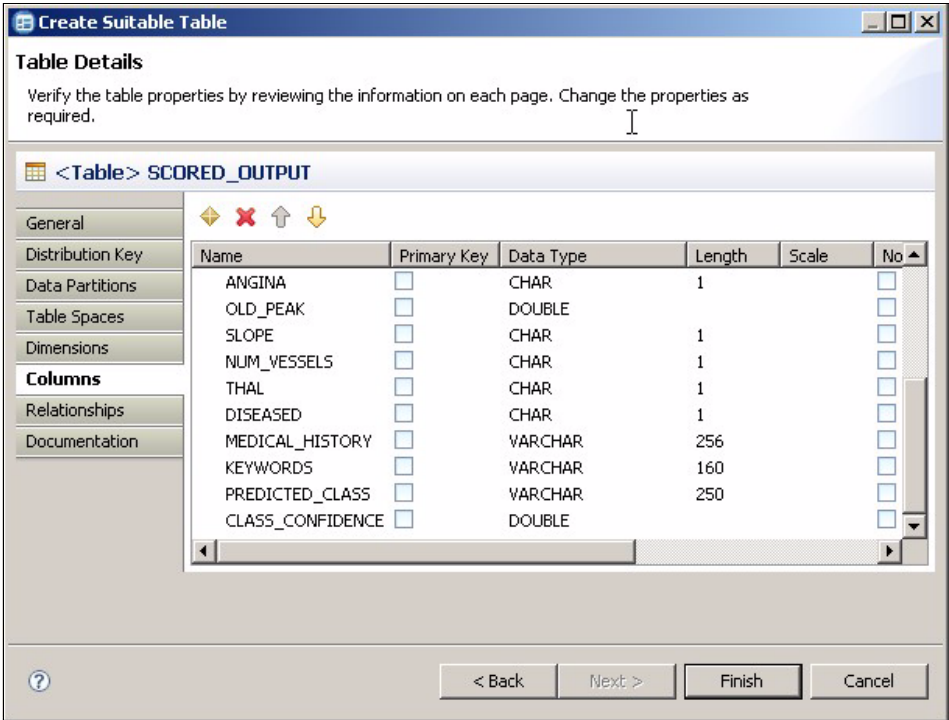 Create Suitable Table
Table Details
Verify the table properties by reviewing the information on each page. Change the properties as
required.
<Table> SCORED_OUTPUT
General
Distribution Key
Data Partitions
Table Spaces
Dimensions
Columns
Relationships
Documentation
Name Primary Key Data Type Length Scale No
ANGINA CHAR 1
OLD_PEAK DOUBLE
SLOPE CHAR 1
NUM_VESSELS CHAR 1
THAL CHAR 1
DISEASED CHAR 1
MEDICAL_HISTORY VARCHAR 256
KEYWORDS VARCHAR 160
PREDICTED_CLASS VARCHAR 250
CLASS_CONFIDENCE DOUBLE
? < Back Next > Finish Cancel